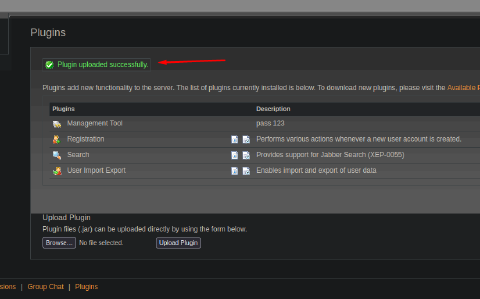 Plugins
Plugin uploaded successfully.
Plugins add new functionality to the server. The list of plugins currently installed is below. To download new plugins, please visit the Available
Plugins Description
Management Tool pass 123
Registration Performs various actions whenever a new user account is created.
Search Provides support for Jabber Search (XEP-0055)
User Import Export Enables import and export of user data
Upload Plugin
Plugin files (.jar) can be uploaded directly by using the form below.
Browse... No file selected. Upload Plugin
sions | Group Chat | Plugins